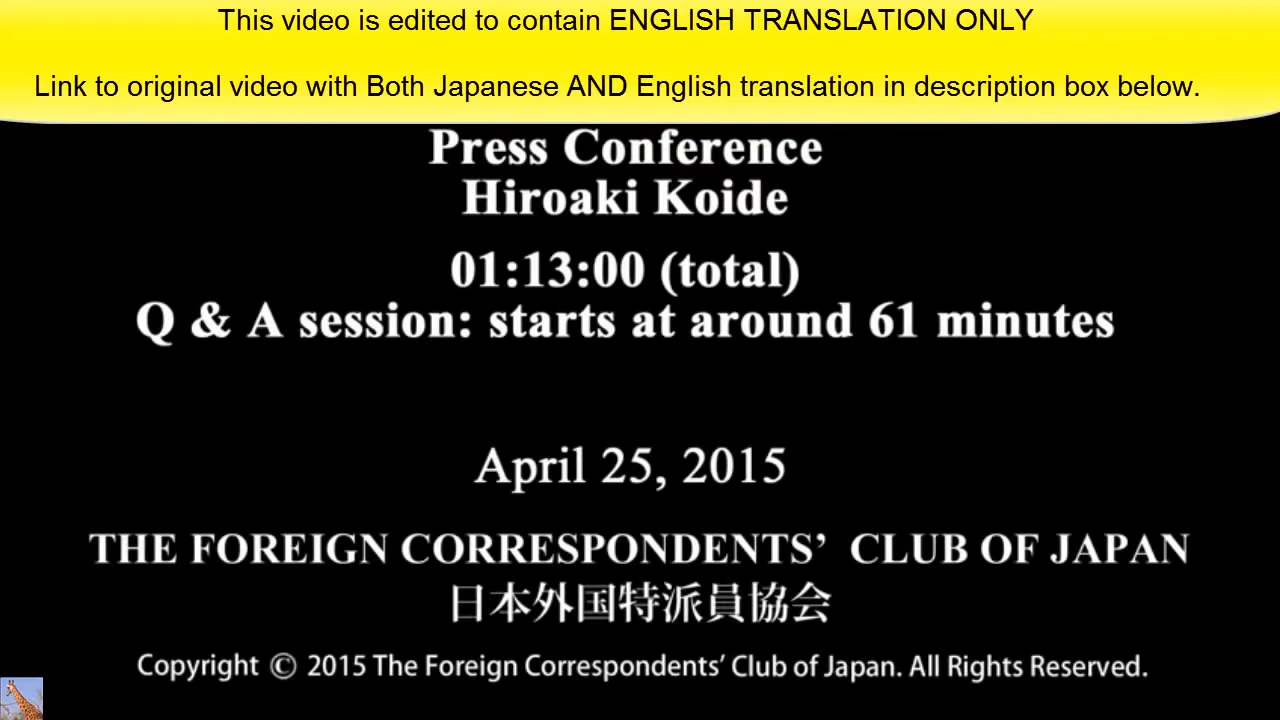 This video is edited to contain ENGLISH TRANSLATION ONLY
Link to original video with Both Japanese AND English translation in description box below.
Press Conference
Hiroaki Koide
01:13:00 (total)
Q & A session: starts at around 61 minutes
April 25, 2015
THE FOREIGN CORRESPONDENTS’ CLUB OF JAPAN
日本外国特派員協会
Copyright © 2015 The Foreign Correspondents’ Club of Japan. All Rights Reserved.